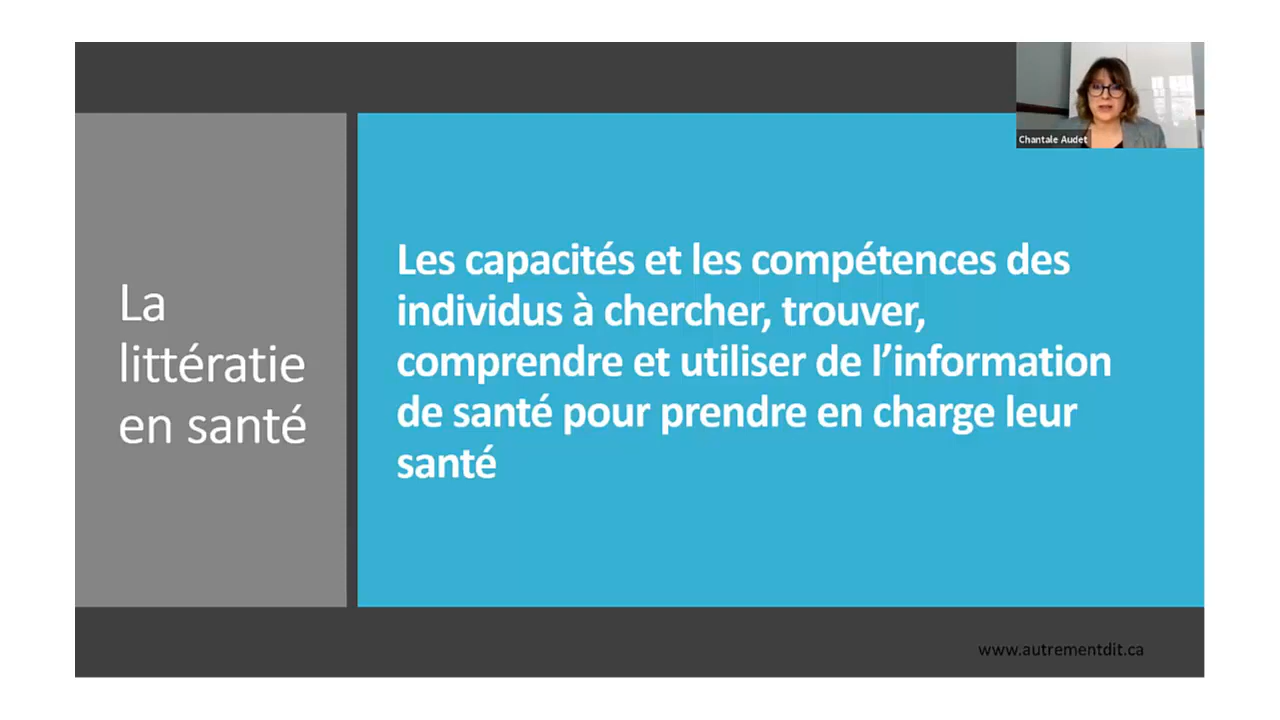 Chantale Audet
La
littératie
en santé
Les capacités et les compétences des
individus à chercher, trouver,
comprendre et utiliser de l’information
de santé pour prendre en charge leur
santé
www.autrementdit.ca